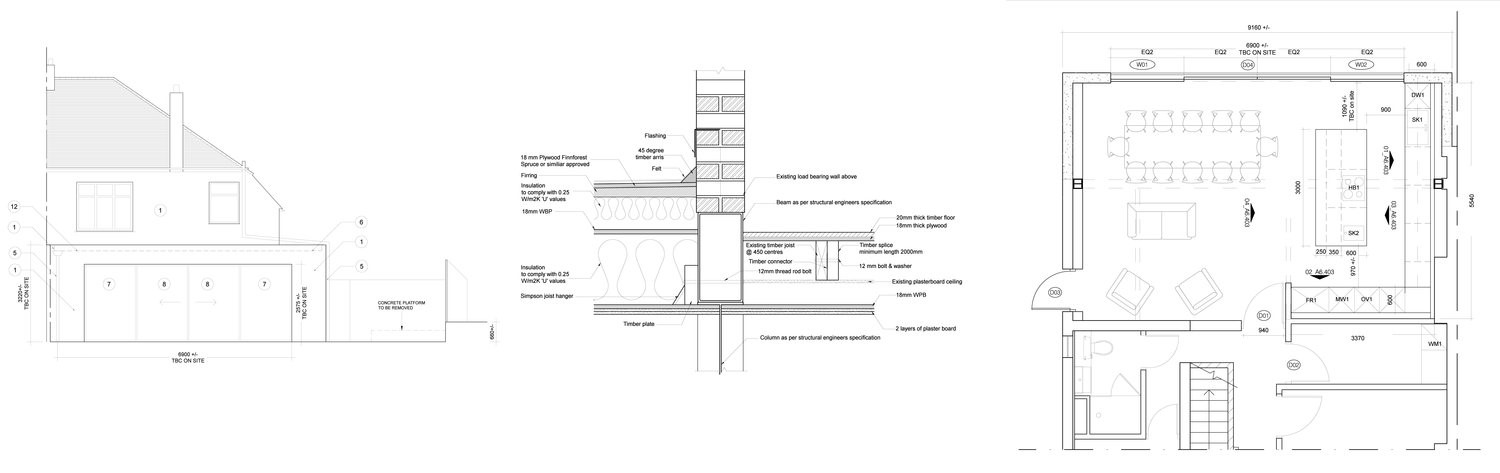 12
1
5
1
1
6
1
5
7
8
8
7
3220+/-
TBC ON SITE
2575 +/-
TBC ON SITE
6900 +/-
TBC ON SITE
CONCRETE PLATFORM
TO BE REMOVED
660+/-
Flashing
45 degree
timber arris
Felt
18 mm Plywood Finnforest
Spruce or similiar approved
Firring
Insulation
to comply with 0.25
W/m2K 'U' values
18mm WBP
Insulation
to comply with 0.25
W/m2K 'U' values
Simpson joist hanger
Timber plate
Existing load bearing wall above
Beam as per structural engineers specification
20mm thick timber floor
18mm thick plywood
Existing timber joist
@ 450 centres
Timber connector
12mm thread rod bolt
Timber splice
minimum length 2000mm
12 mm bolt & washer
Existing plasterboard ceiling
18mm WPB
2 layers of plaster board
Column as per structural engineers specification
9160 +/-
6900 +/-
TBC ON SITE
EQ2
EQ2
EQ2
EQ2
W01
D04
W02
600
1090 +/-
TBC on site
900
DW1
SK1
01_A6.403
3000
HB1
5540
04_A6.403
03_A6.403
SK2
250
350
600
970 +/-
02_A6.403
D03
FR1
MW1
OV1
600
D01
940
3370
WM1
D02